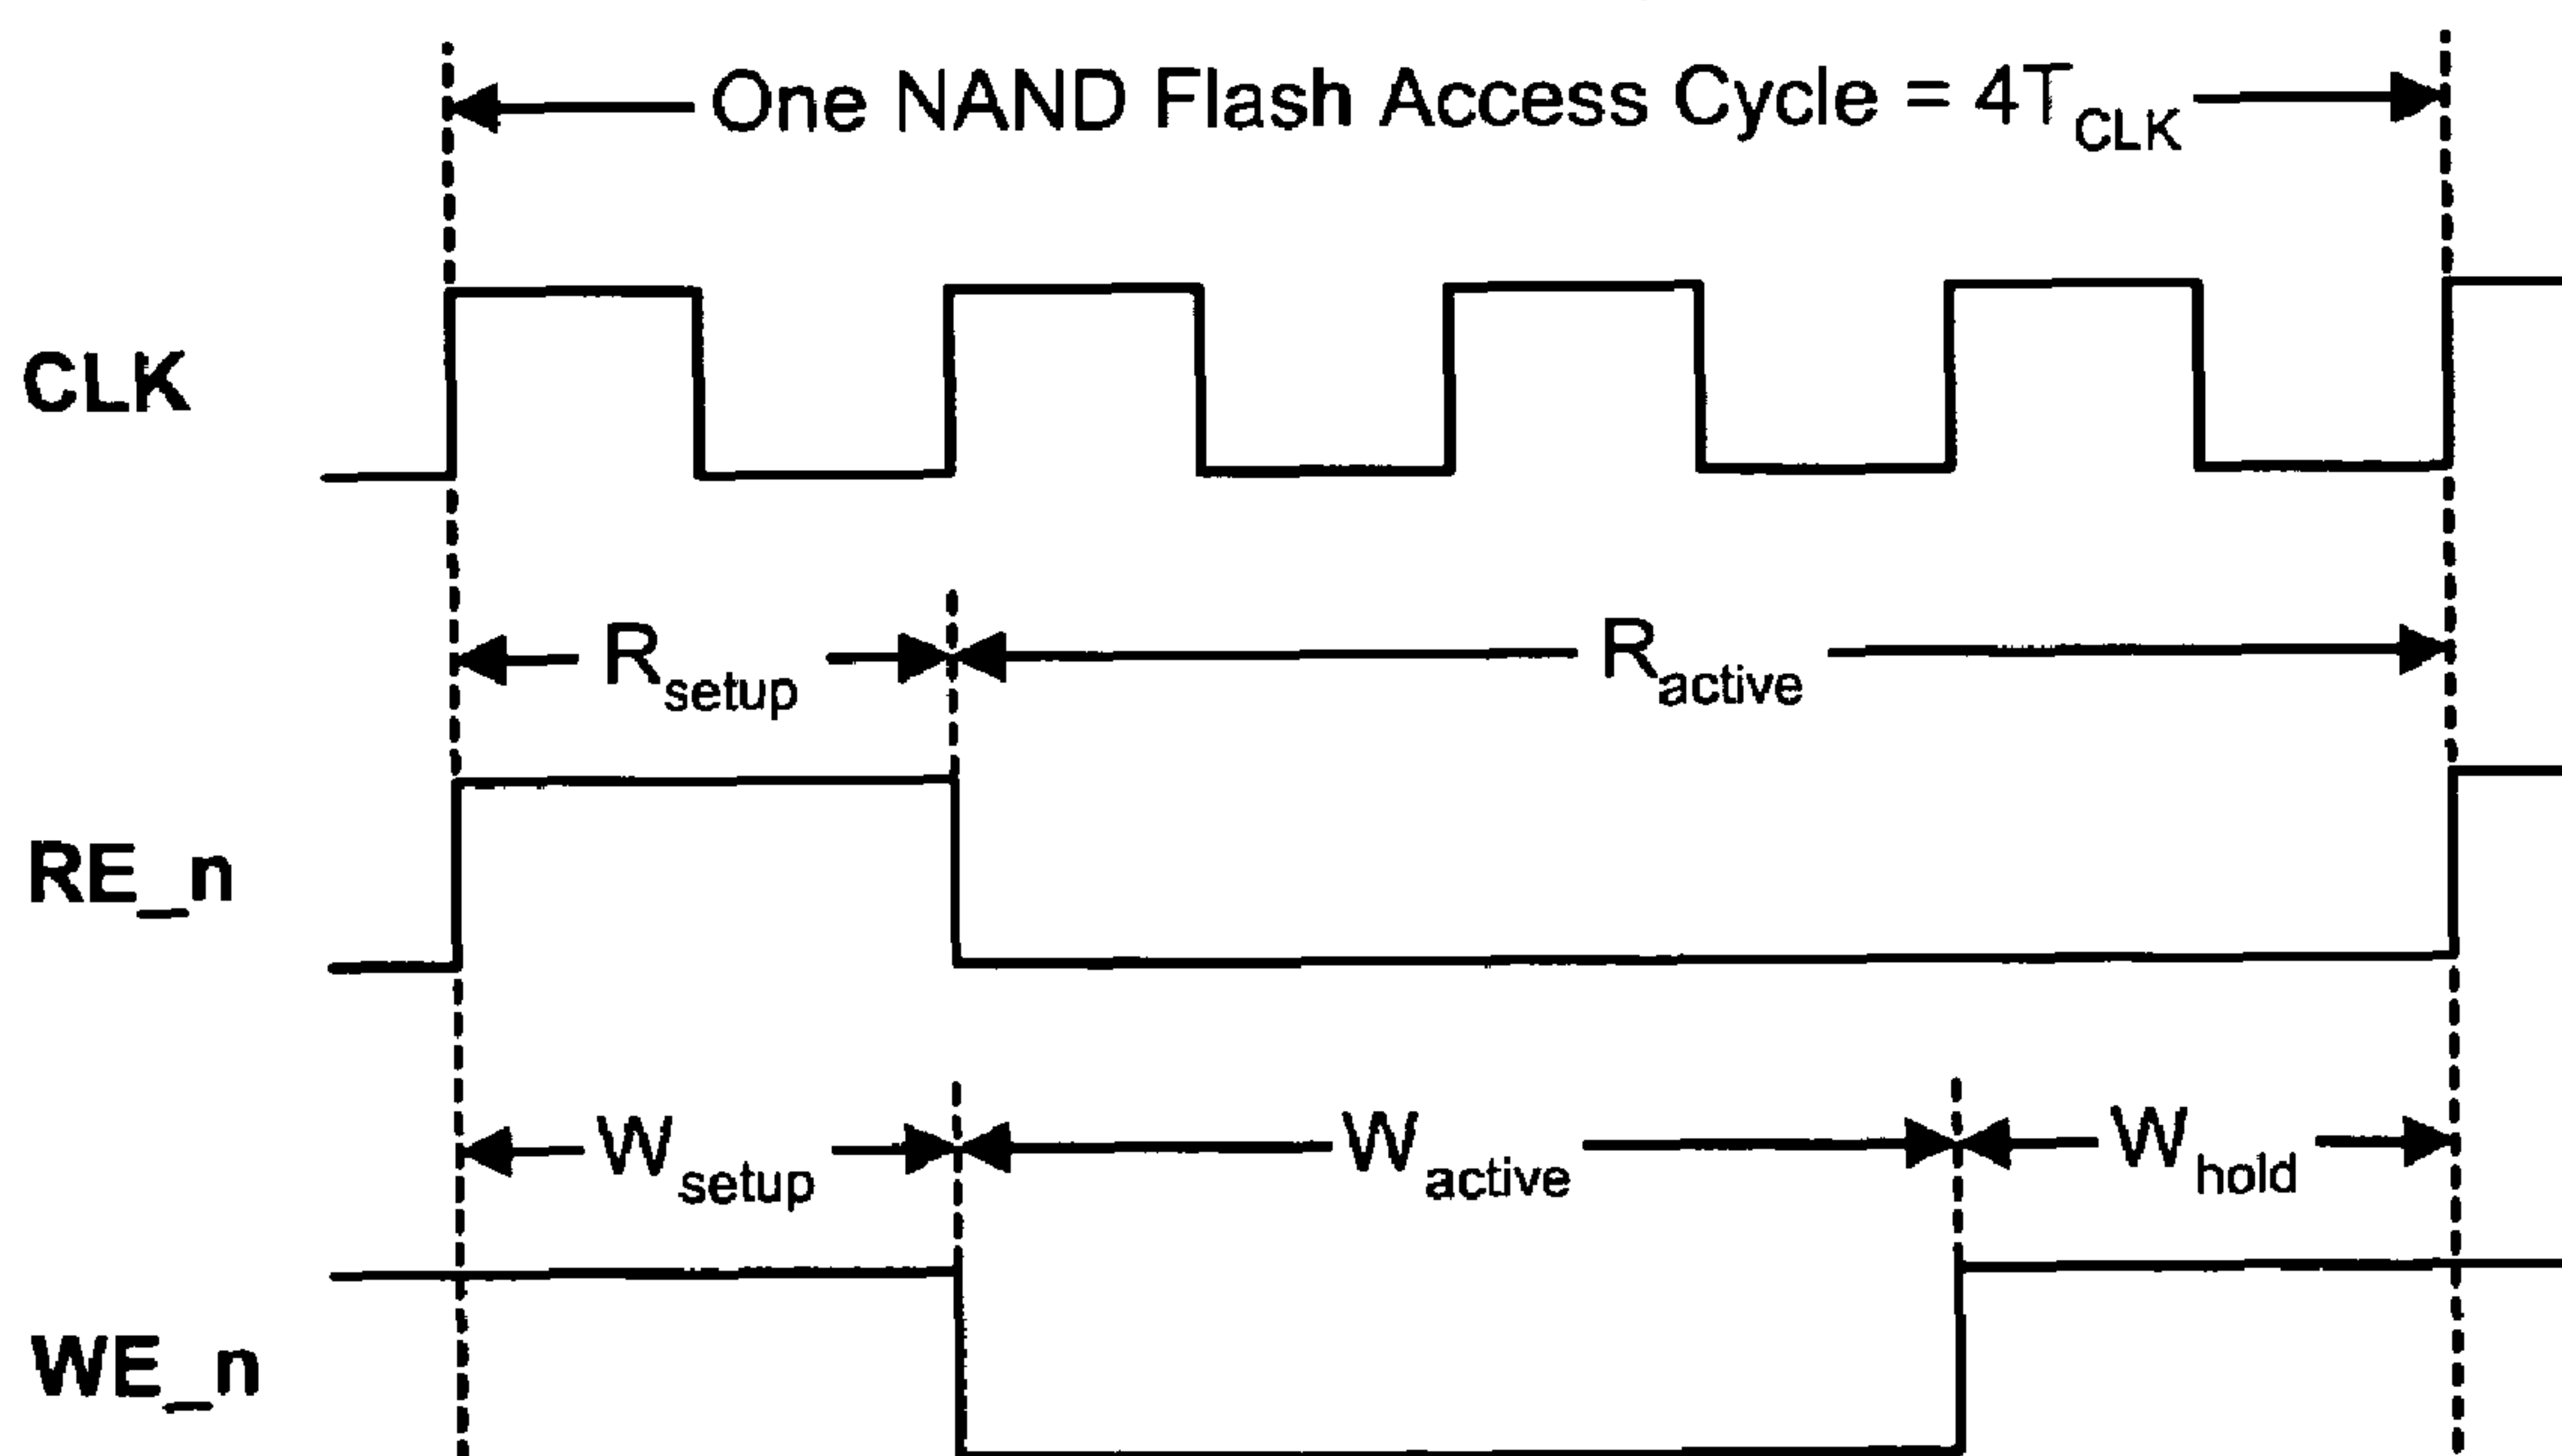 One NAND Flash Access Cycle = 4T_CLK
CLK
R_setup R_active
RE_n
W_setup W_active W_hold
WE_n